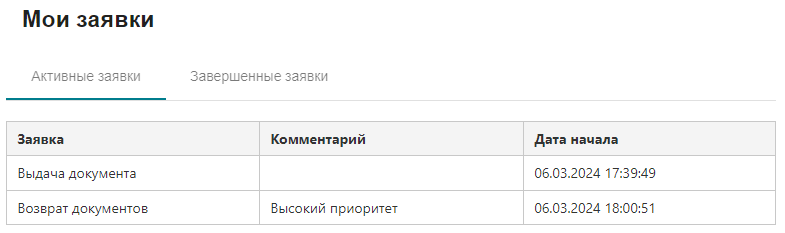 Мои заявки
Активные заявки Завершенные заявки
Заявка Комментарий Дата начала
Выдача документа 06.03.2024 17:39:49
Возврат документов Высокий приоритет 06.03.2024 18:00:51